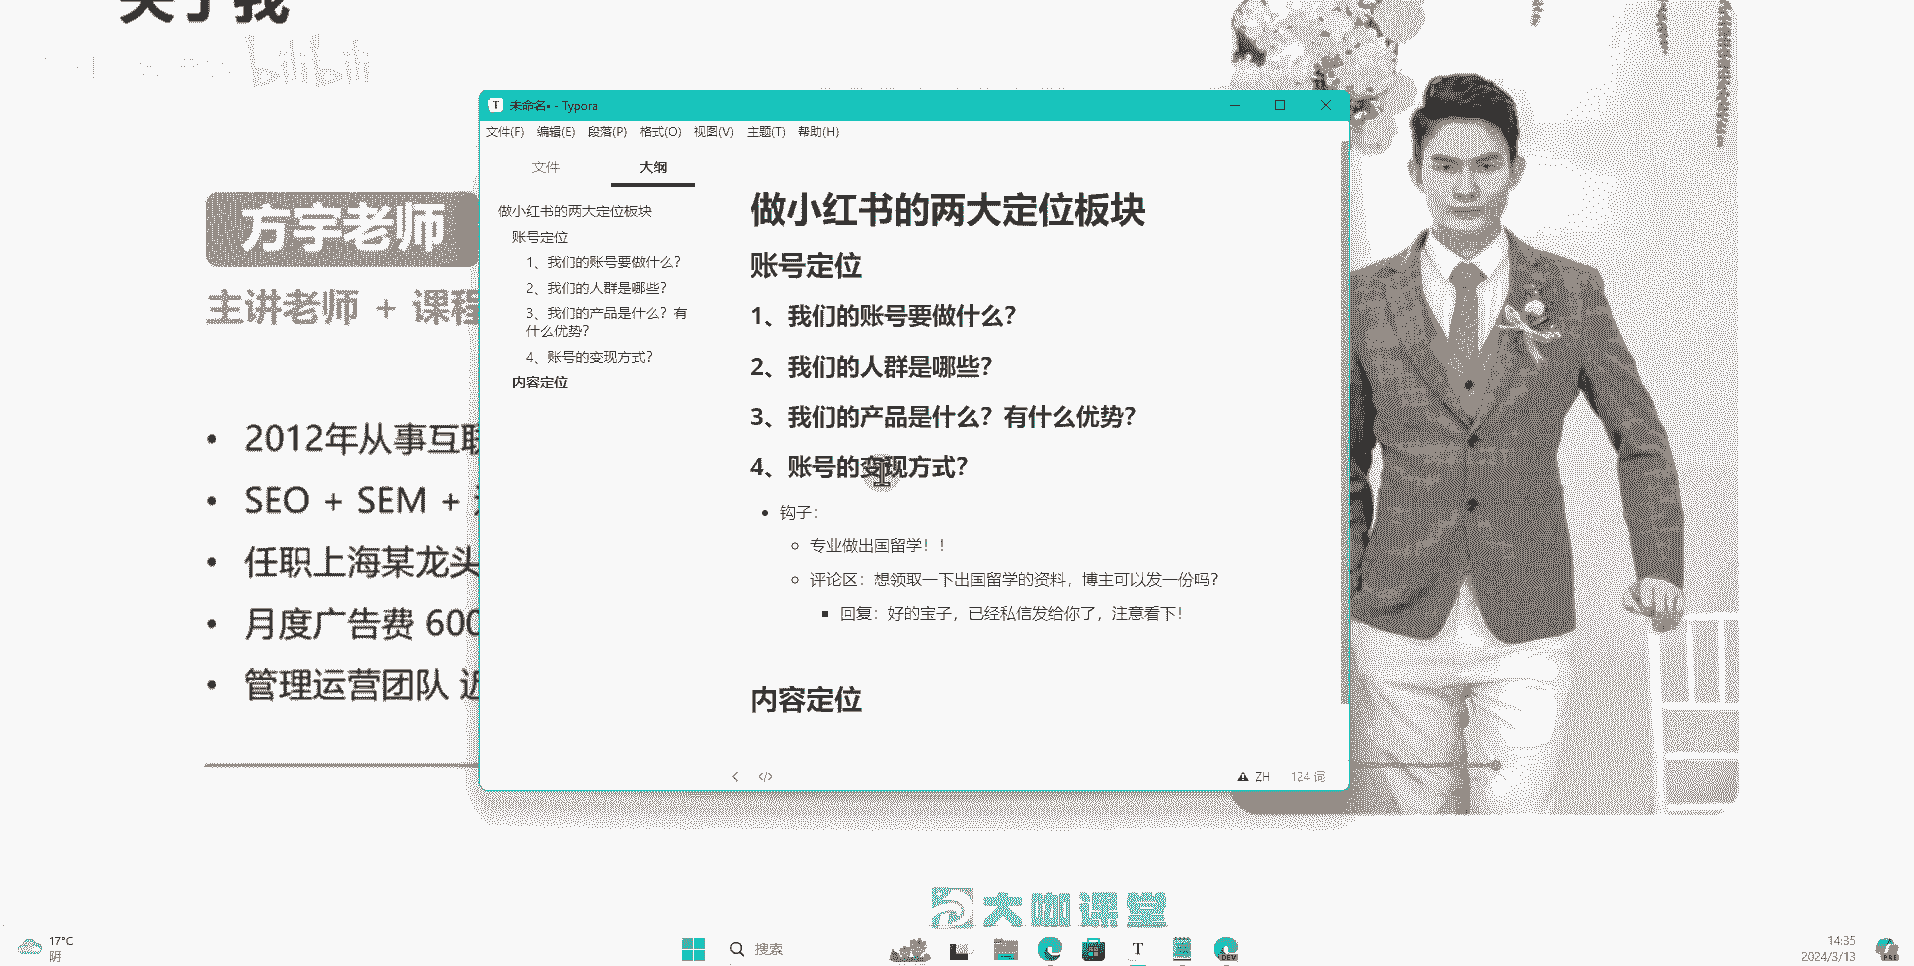 关于我
bilibili
方宇老师
主讲老师 + 课程
• 2012年从事互联
• SEO + SEM +
• 任职上海某龙头
• 月度广告费 600
• 管理运营团队 近
未命名• - Typora
文件(F) 编辑(E) 段落(P) 格式(O) 视图(V) 主题(T) 帮助(H)
文件 大纲
做小红书的两大定位板块
账号定位
1、我们的账号要做什么？
2、我们的人群是哪些？
3、我们的产品是什么？有
什么优势？
4、账号的变现方式？
内容定位
做小红书的两大定位板块
账号定位
1、我们的账号要做什么？
2、我们的人群是哪些？
3、我们的产品是什么？有什么优势？
4、账号的变现方式？
• 钩子：
专业做出国留学！！
评论区：想领取一下出国留学的资料，博主可以发一份吗？
回复：好的宝子，已经私信发给你了，注意看下！
内容定位
ZH 124 词
大咖课堂
17°C
阴
搜索
T
DEV
14:35
2024/3/13
PRE